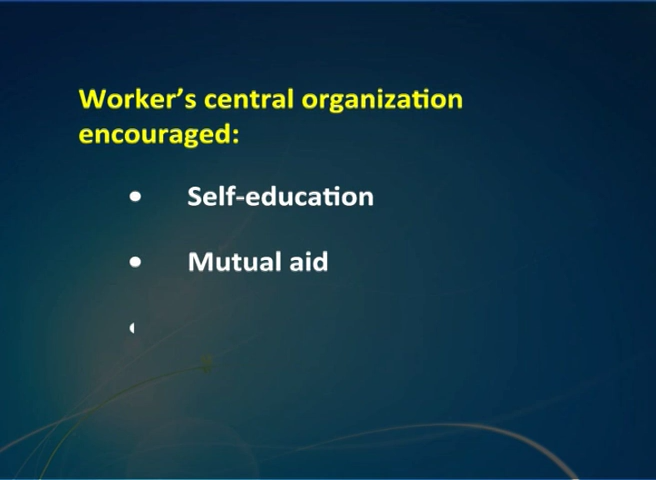 Worker’s central organization
encouraged:
• Self-education
• Mutual aid